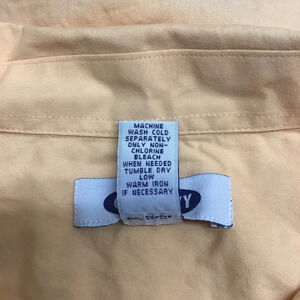 MACHINE
WASH COLD
SEPARATELY
ONLY NON-
CHLORINE
BLEACH
WHEN NEEDED
TUMBLE DRY
LOW
WARM IRON
IF NECESSARY